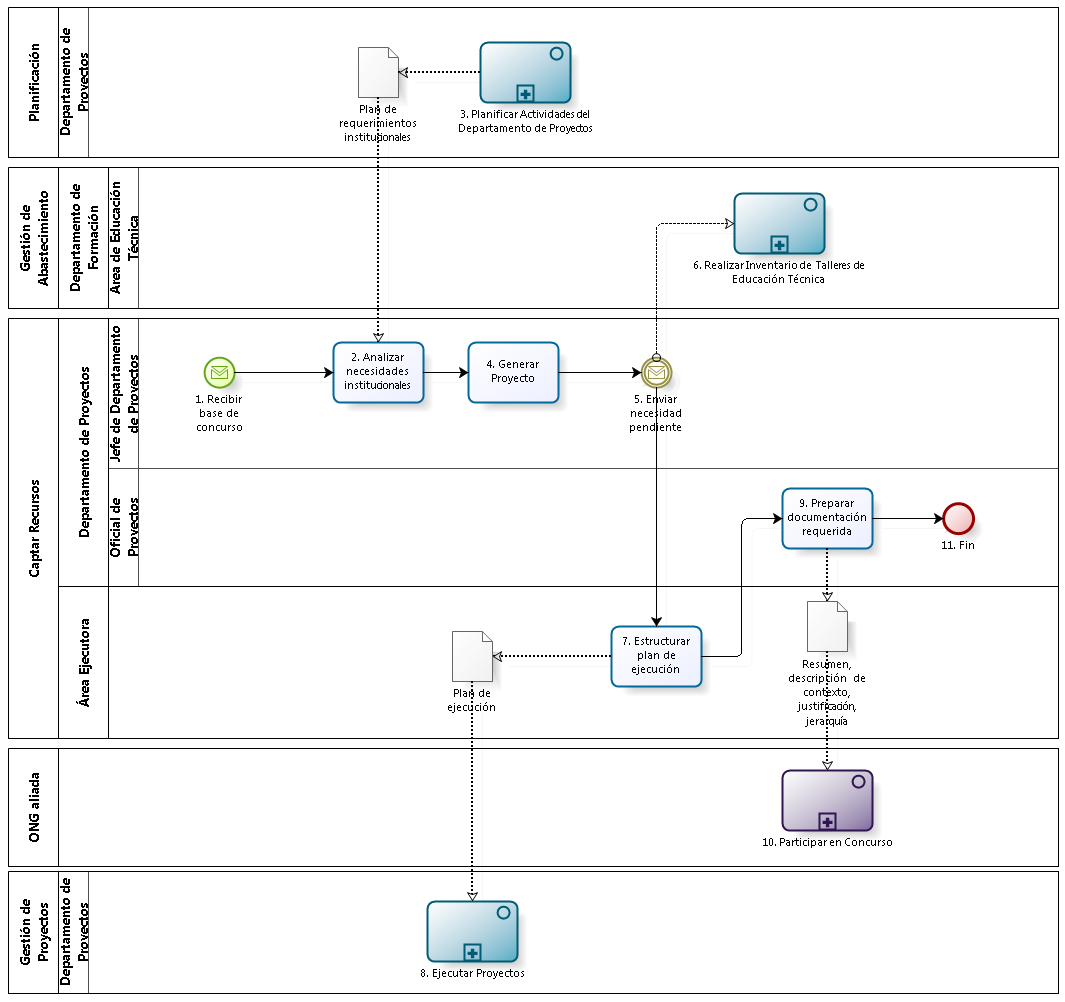 Planificación
Departamento de
Proyectos
Plan de
requerimientos
institucionales
3. Planificar Actividades del
Departamento de Proyectos
Gestión de
Abastecimiento
Departamento de
Formación
Área de Educación
Técnica
6. Realizar Inventario de Talleres de
Educación Técnica
Captar Recursos
Departamento de Proyectos
Jefe de Departamento
de Proyectos
1. Recibir
base de
concurso
2. Analizar
necesidades
institucionales
4. Generar
Proyecto
5. Enviar
necesidad
pendiente
Oficial de
Proyectos
9. Preparar
documentación
requerida
11. Fin
Área Ejecutora
Plan de
ejecución
7. Estructurar
plan de
ejecución
Resumen,
descripción de
contexto,
justificación,
jerarquía
ONG aliada
10. Participar en Concurso
Gestión de
Proyectos
Departamento de
Proyectos
8. Ejecutar Proyectos